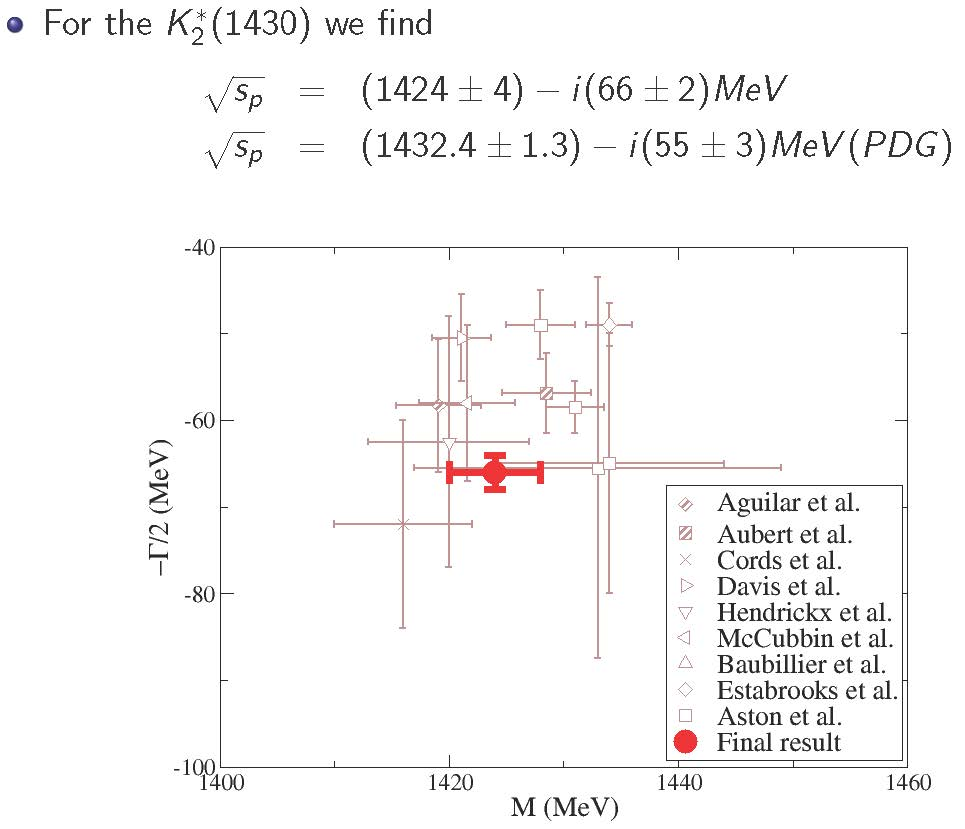 For the K₂*(1430) we find
√s_p = (1424 ± 4) − i(66 ± 2)MeV
√s_p = (1432.4 ± 1.3) − i(55 ± 3)MeV(PDG)
-40
-60
-80
-100
−Γ/2 (MeV)
Aguilar et al.
Aubert et al.
Cords et al.
Davis et al.
Hendrickx et al.
McCubbin et al.
Baubillier et al.
Estabrooks et al.
Aston et al.
Final result
1400 1420 1440 1460
M (MeV)